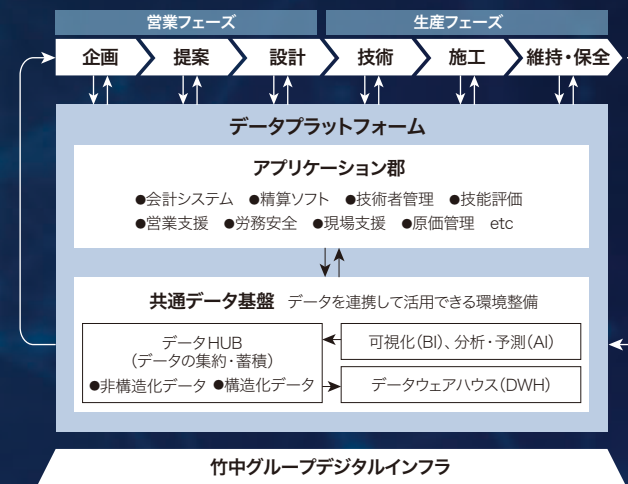 営業フェーズ 生産フェーズ
企画 提案 設計 技術 施工 維持・保全
データプラットフォーム
アプリケーション郡
●会計システム ●精算ソフト ●技術者管理 ●技能評価
●営業支援 ●労務安全 ●現場支援 ●原価管理 etc
共通データ基盤 データを連携して活用できる環境整備
データHUB
(データの集約・蓄積)
●非構造化データ ●構造化データ
可視化(BI)、分析・予測(AI)
データウェアハウス(DWH)
竹中グループデジタルインフラ